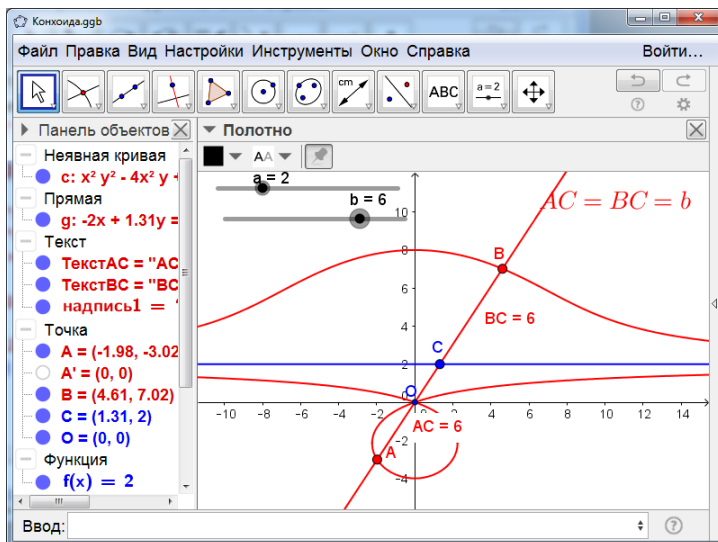 Конхоида.ggb
Файл Правка Вид Настройки Инструменты Окно Справка Войти...
cm
ABC
a=2
Панель объектов
Полотно
AA
Неявная кривая
c: x² y² - 4x² y +
Прямая
g: -2x + 1.31y =
Текст
ТекстAC = "AC
ТекстBC = "BC
надпись1 =
Точка
A = (-1.98, -3.02
A' = (0, 0)
B = (4.61, 7.02)
C = (1.31, 2)
O = (0, 0)
Функция
f(x) = 2
a = 2
b = 6
AC = BC = b
B
BC = 6
C
O
AC = 6
A
10
8
6
4
2
0
-2
-4
-10 -8 -6 -4 -2 0 2 4 6 8 10 12 14
Ввод: